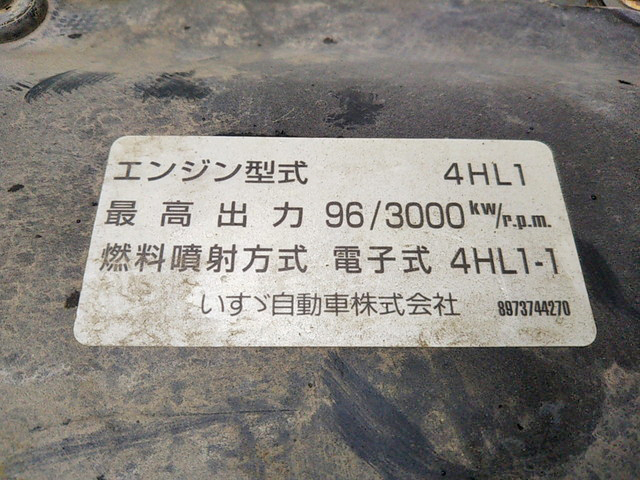 エンジン型式 4HL1
最高出力 96/3000kw/r.p.m.
燃料噴射方式 電子式 4HL1-1
いすゞ自動車株式会社 8973744270